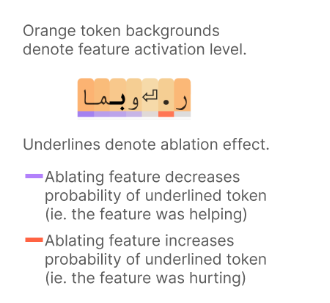 Orange token backgrounds
denote feature activation level.
ر.⏎وبما
Underlines denote ablation effect.
Ablating feature decreases
probability of underlined token
(ie. the feature was helping)
Ablating feature increases
probability of underlined token
(ie. the feature was hurting)